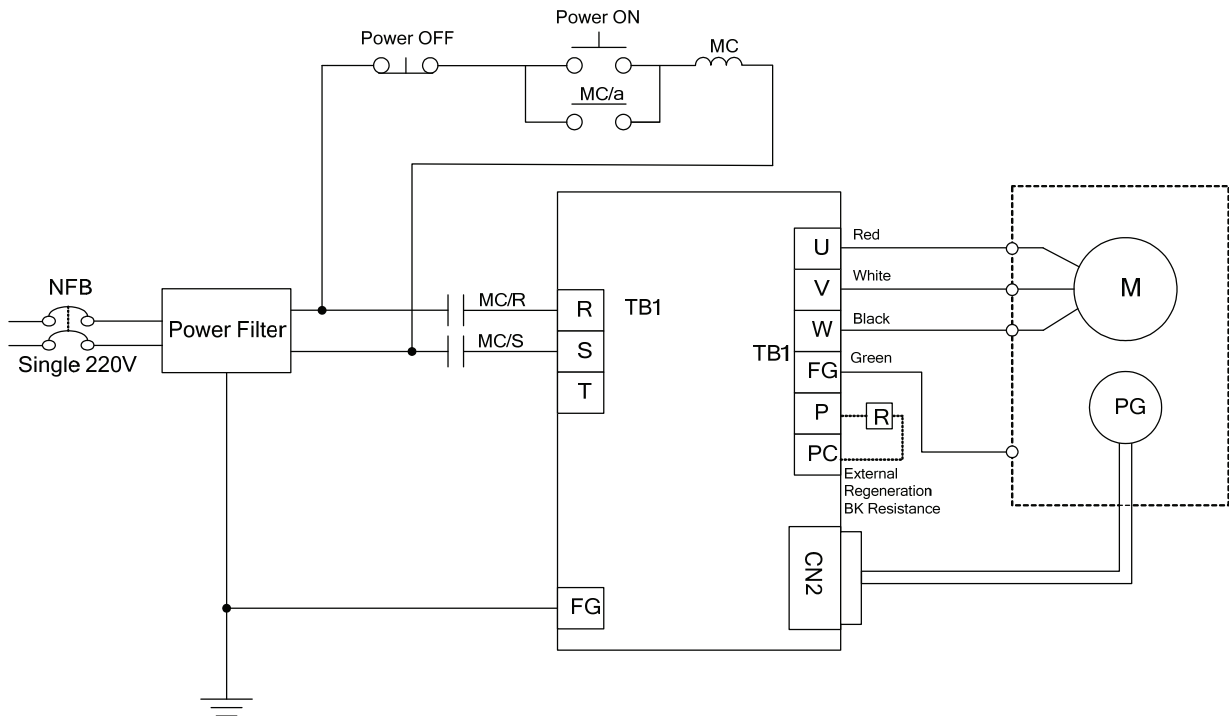 Power ON
Power OFF
MC
MC/a
NFB
Single 220V
Power Filter
MC/R
MC/S
R
S
T
TB1
FG
U
V
W
FG
P
PC
TB1
Red
White
Black
Green
R
External
Regeneration
BK Resistance
CN2
M
PG